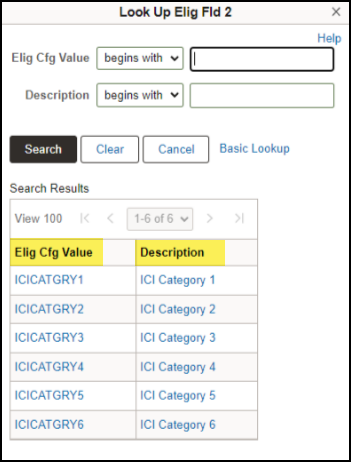 Look Up Elig Fld 2 ×
Help
Elig Cfg Value begins with
Description begins with
Search Clear Cancel Basic Lookup
Search Results
View 100 1-6 of 6
Elig Cfg Value Description
ICICATGRY1 ICI Category 1
ICICATGRY2 ICI Category 2
ICICATGRY3 ICI Category 3
ICICATGRY4 ICI Category 4
ICICATGRY5 ICI Category 5
ICICATGRY6 ICI Category 6